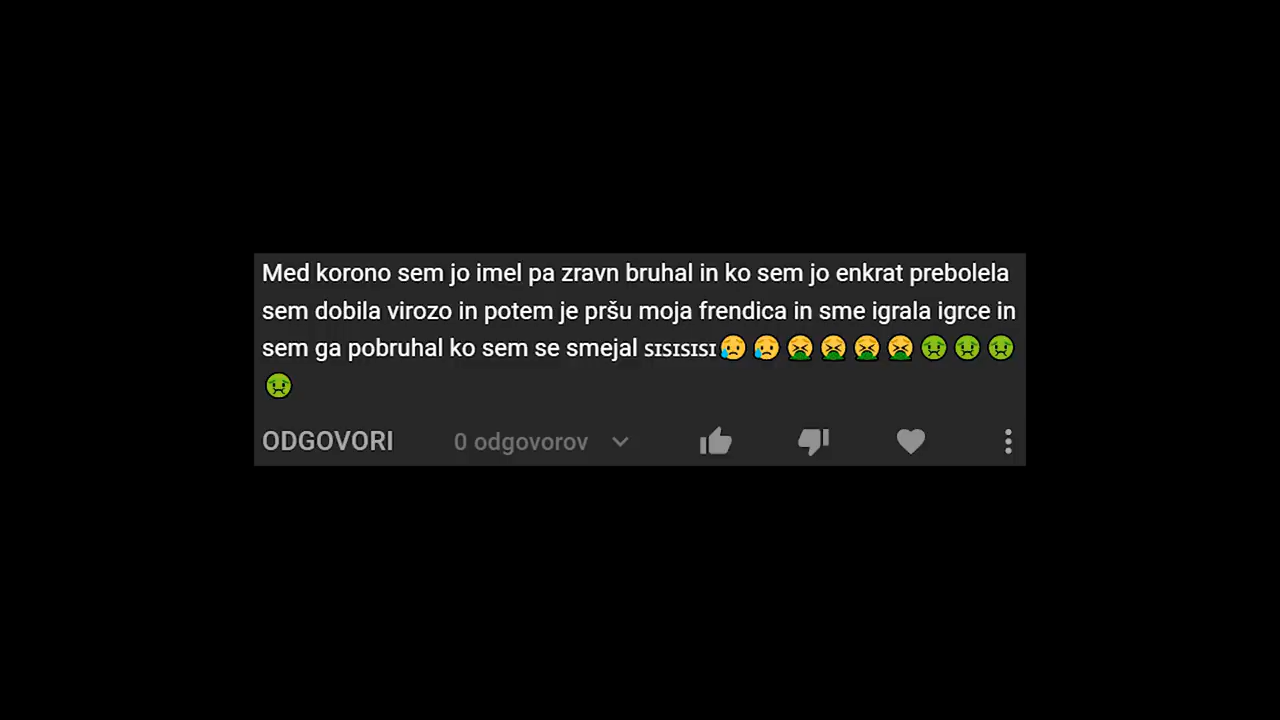 Med korono sem jo imel pa zravn bruhal in ko sem jo enkrat prebolela
sem dobila virozo in potem je pršu moja frendica in sme igrala igrce in
sem ga pobruhal ko sem se smejal sɪsɪsɪsɪ😥😥🤮🤮🤮🤮🤢🤢🤢
🤢
ODGOVORI 0 odgovorov